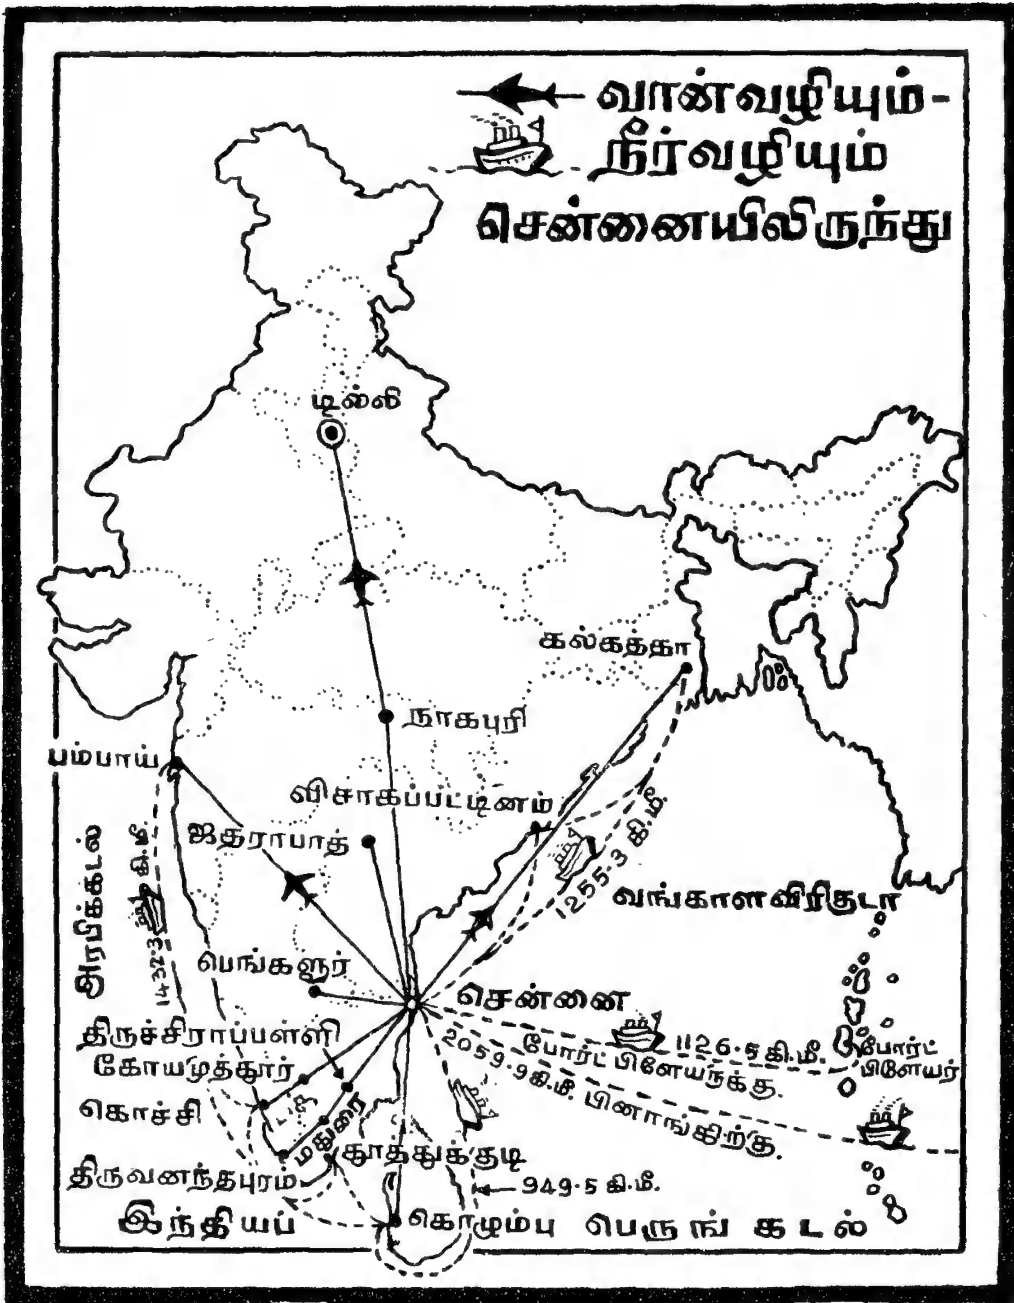 வான்வழியும்-
நீர்வழியும்
சென்னையிலிருந்து
டில்லி
கல்கத்தா
நாகபுரி
பம்பாய்
விசாகப்பட்டினம்
ஐதராபாத்
1255·3 கி.மீ.
அரபிக்கடல்
1432·3 கி.மீ.
வங்காளவிரிகுடா
பெங்களூர்
சென்னை
திருச்சிராப்பள்ளி
1126·5 கி.மீ.
போர்ட்
பிளேயர்
போர்ட் பிளேயருக்கு.
கோயமுத்தூர்
2059·9 கி.மீ. பினாங்கிற்கு.
கொச்சி
மதுரை
தூத்துக்குடி
திருவனந்தபுரம்
949·5 கி.மீ.
கொழும்பு
இந்தியப் பெருங் கடல்